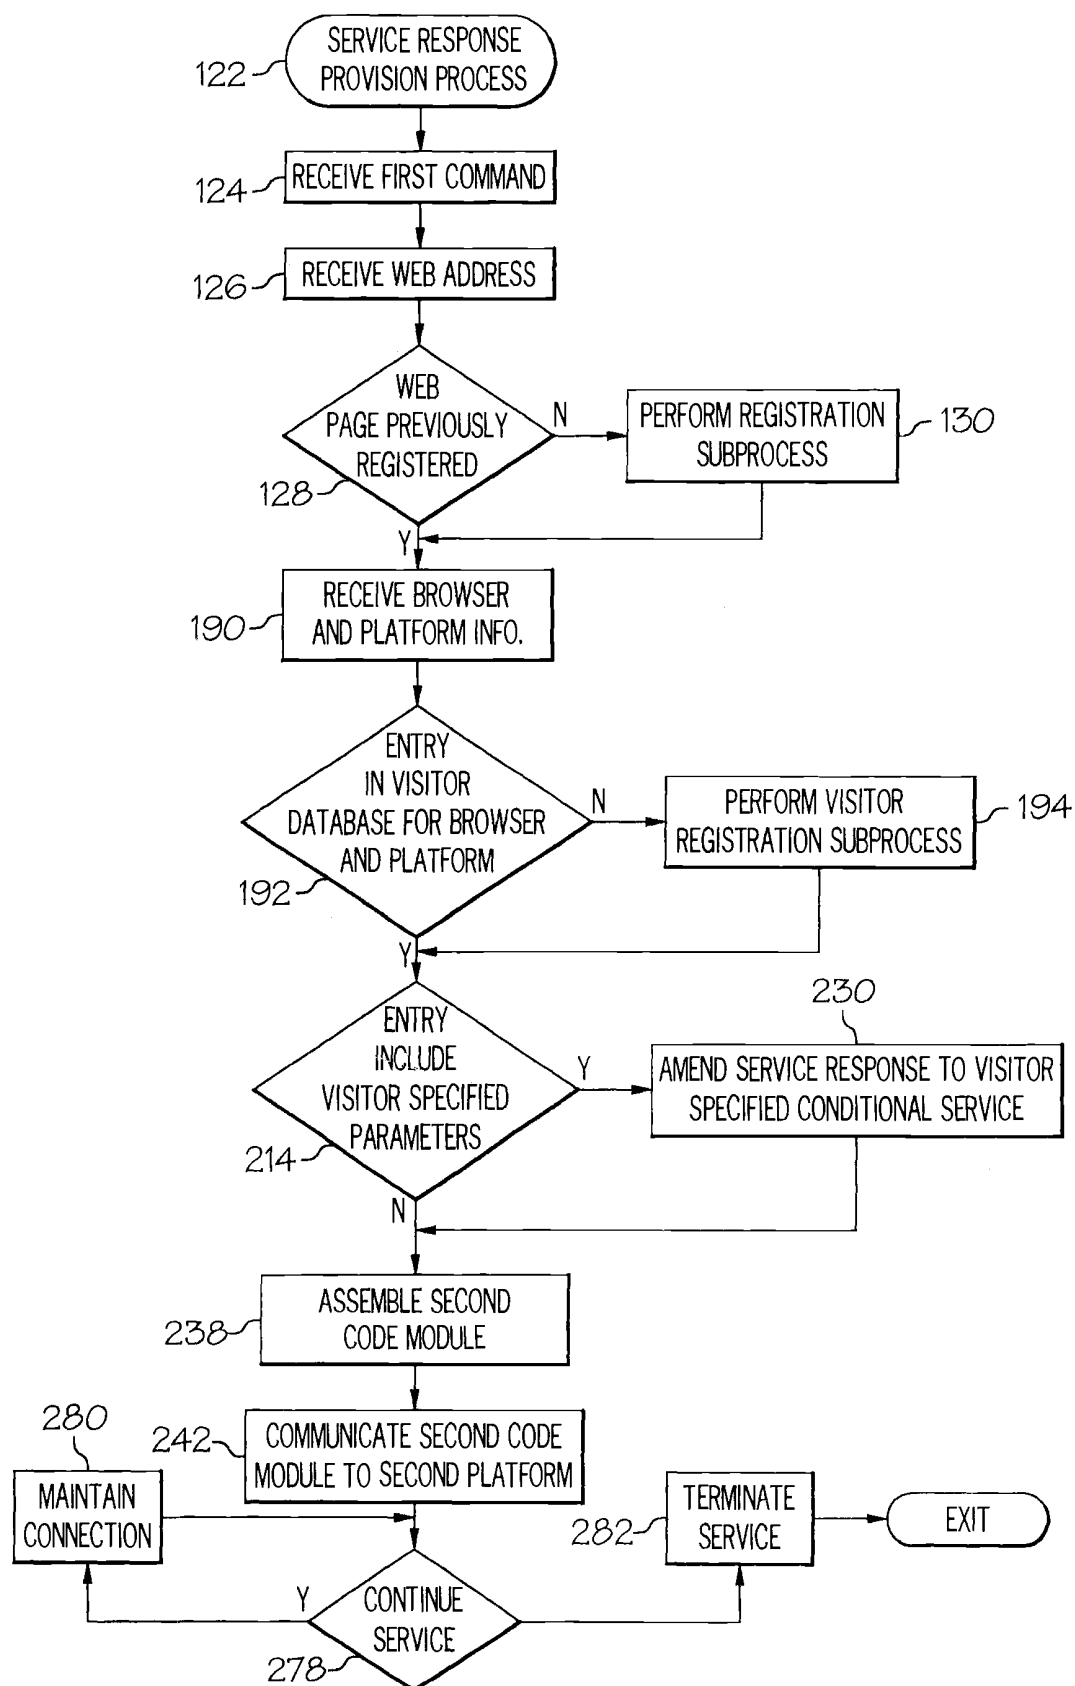 SERVICE RESPONSE
PROVISION PROCESS
122
RECEIVE FIRST COMMAND
124
RECEIVE WEB ADDRESS
126
WEB
PAGE PREVIOUSLY
REGISTERED
128
N
PERFORM REGISTRATION
SUBPROCESS
130
Y
RECEIVE BROWSER
AND PLATFORM INFO.
190
ENTRY
IN VISITOR
DATABASE FOR BROWSER
AND PLATFORM
192
N
PERFORM VISITOR
REGISTRATION SUBPROCESS
194
Y
ENTRY
INCLUDE
VISITOR SPECIFIED
PARAMETERS
214
Y
230
AMEND SERVICE RESPONSE TO VISITOR
SPECIFIED CONDITIONAL SERVICE
N
ASSEMBLE SECOND
CODE MODULE
238
COMMUNICATE SECOND CODE
MODULE TO SECOND PLATFORM
242
280
MAINTAIN
CONNECTION
TERMINATE
SERVICE
282
EXIT
Y
CONTINUE
SERVICE
278